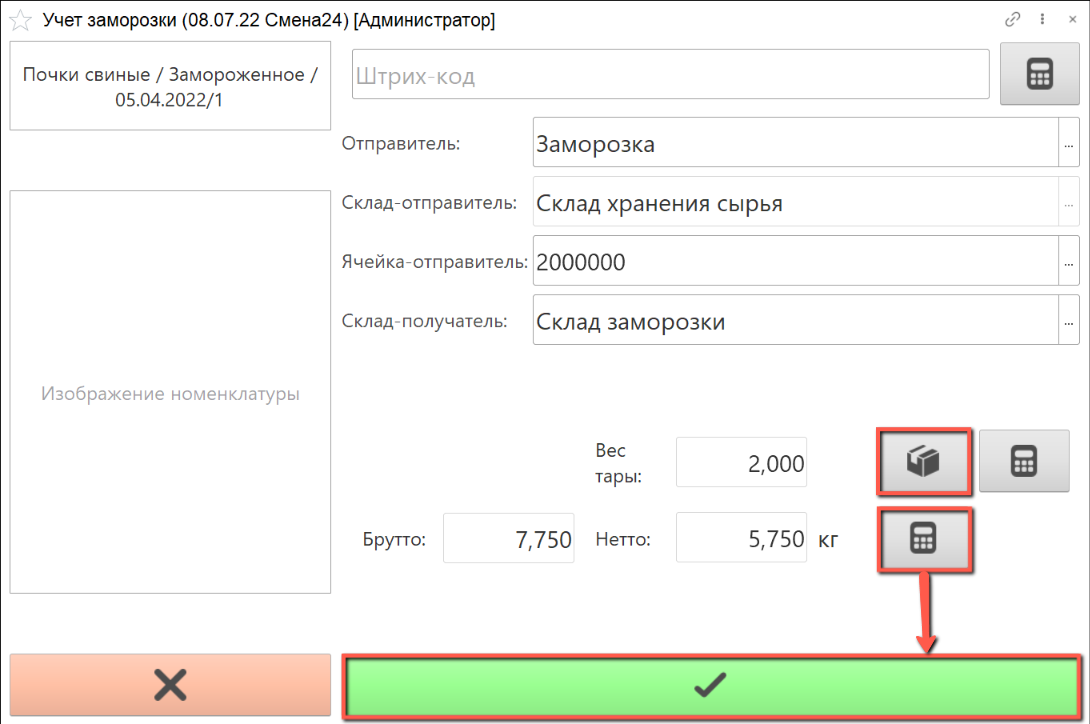 Учет заморозки (08.07.22 Смена24) [Администратор]
Почки свиные / Замороженное /
05.04.2022/1
Штрих-код
Отправитель:
Заморозка
...
Склад-отправитель:
Склад хранения сырья
...
Ячейка-отправитель:
2000000
...
Склад-получатель:
Склад заморозки
...
Изображение номенклатуры
Вес
тары:
2,000
Брутто:
7,750
Нетто:
5,750
кг